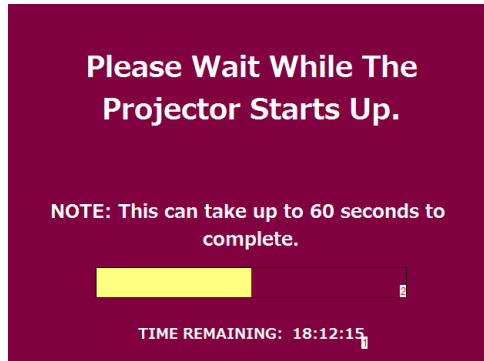 Please Wait While The
Projector Starts Up.
NOTE: This can take up to 60 seconds to
complete.
2
TIME REMAINING: 18:12:15
1